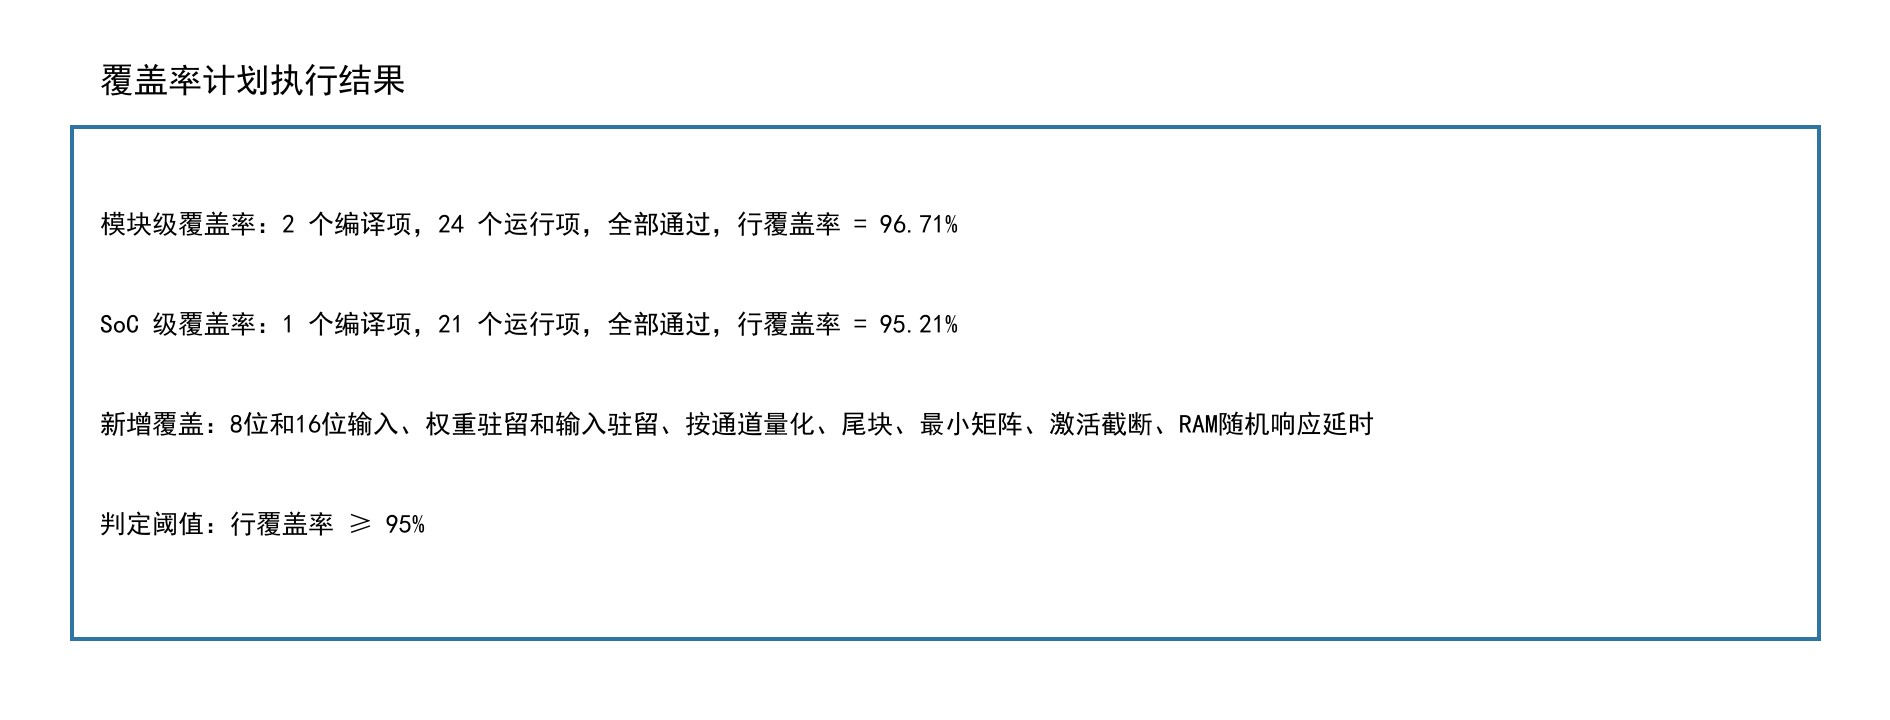 覆盖率计划执行结果
模块级覆盖率：2 个编译项，24 个运行项，全部通过，行覆盖率 = 96.71%
SoC 级覆盖率：1 个编译项，21 个运行项，全部通过，行覆盖率 = 95.21%
新增覆盖：8位和16位输入、权重驻留和输入驻留、按通道量化、尾块、最小矩阵、激活截断、RAM随机响应延时
判定阈值：行覆盖率 ≥ 95%